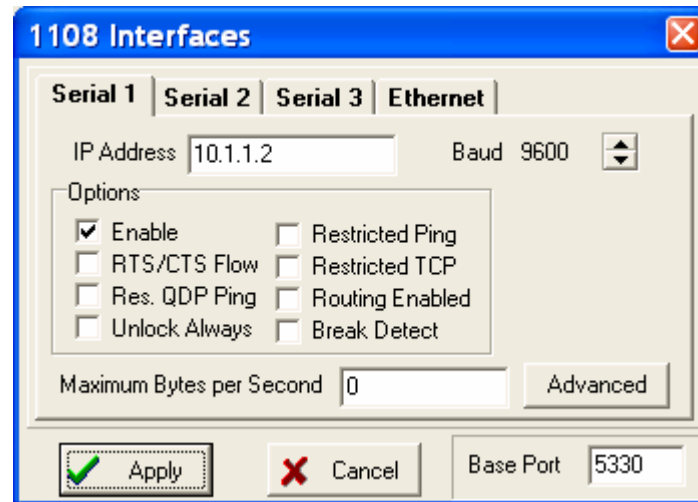 1108 Interfaces
Serial 1 Serial 2 Serial 3 Ethernet
IP Address 10.1.1.2 Baud 9600
Options
Enable Restricted Ping
RTS/CTS Flow Restricted TCP
Res. QDP Ping Routing Enabled
Unlock Always Break Detect
Maximum Bytes per Second 0 Advanced
Apply Cancel Base Port 5330